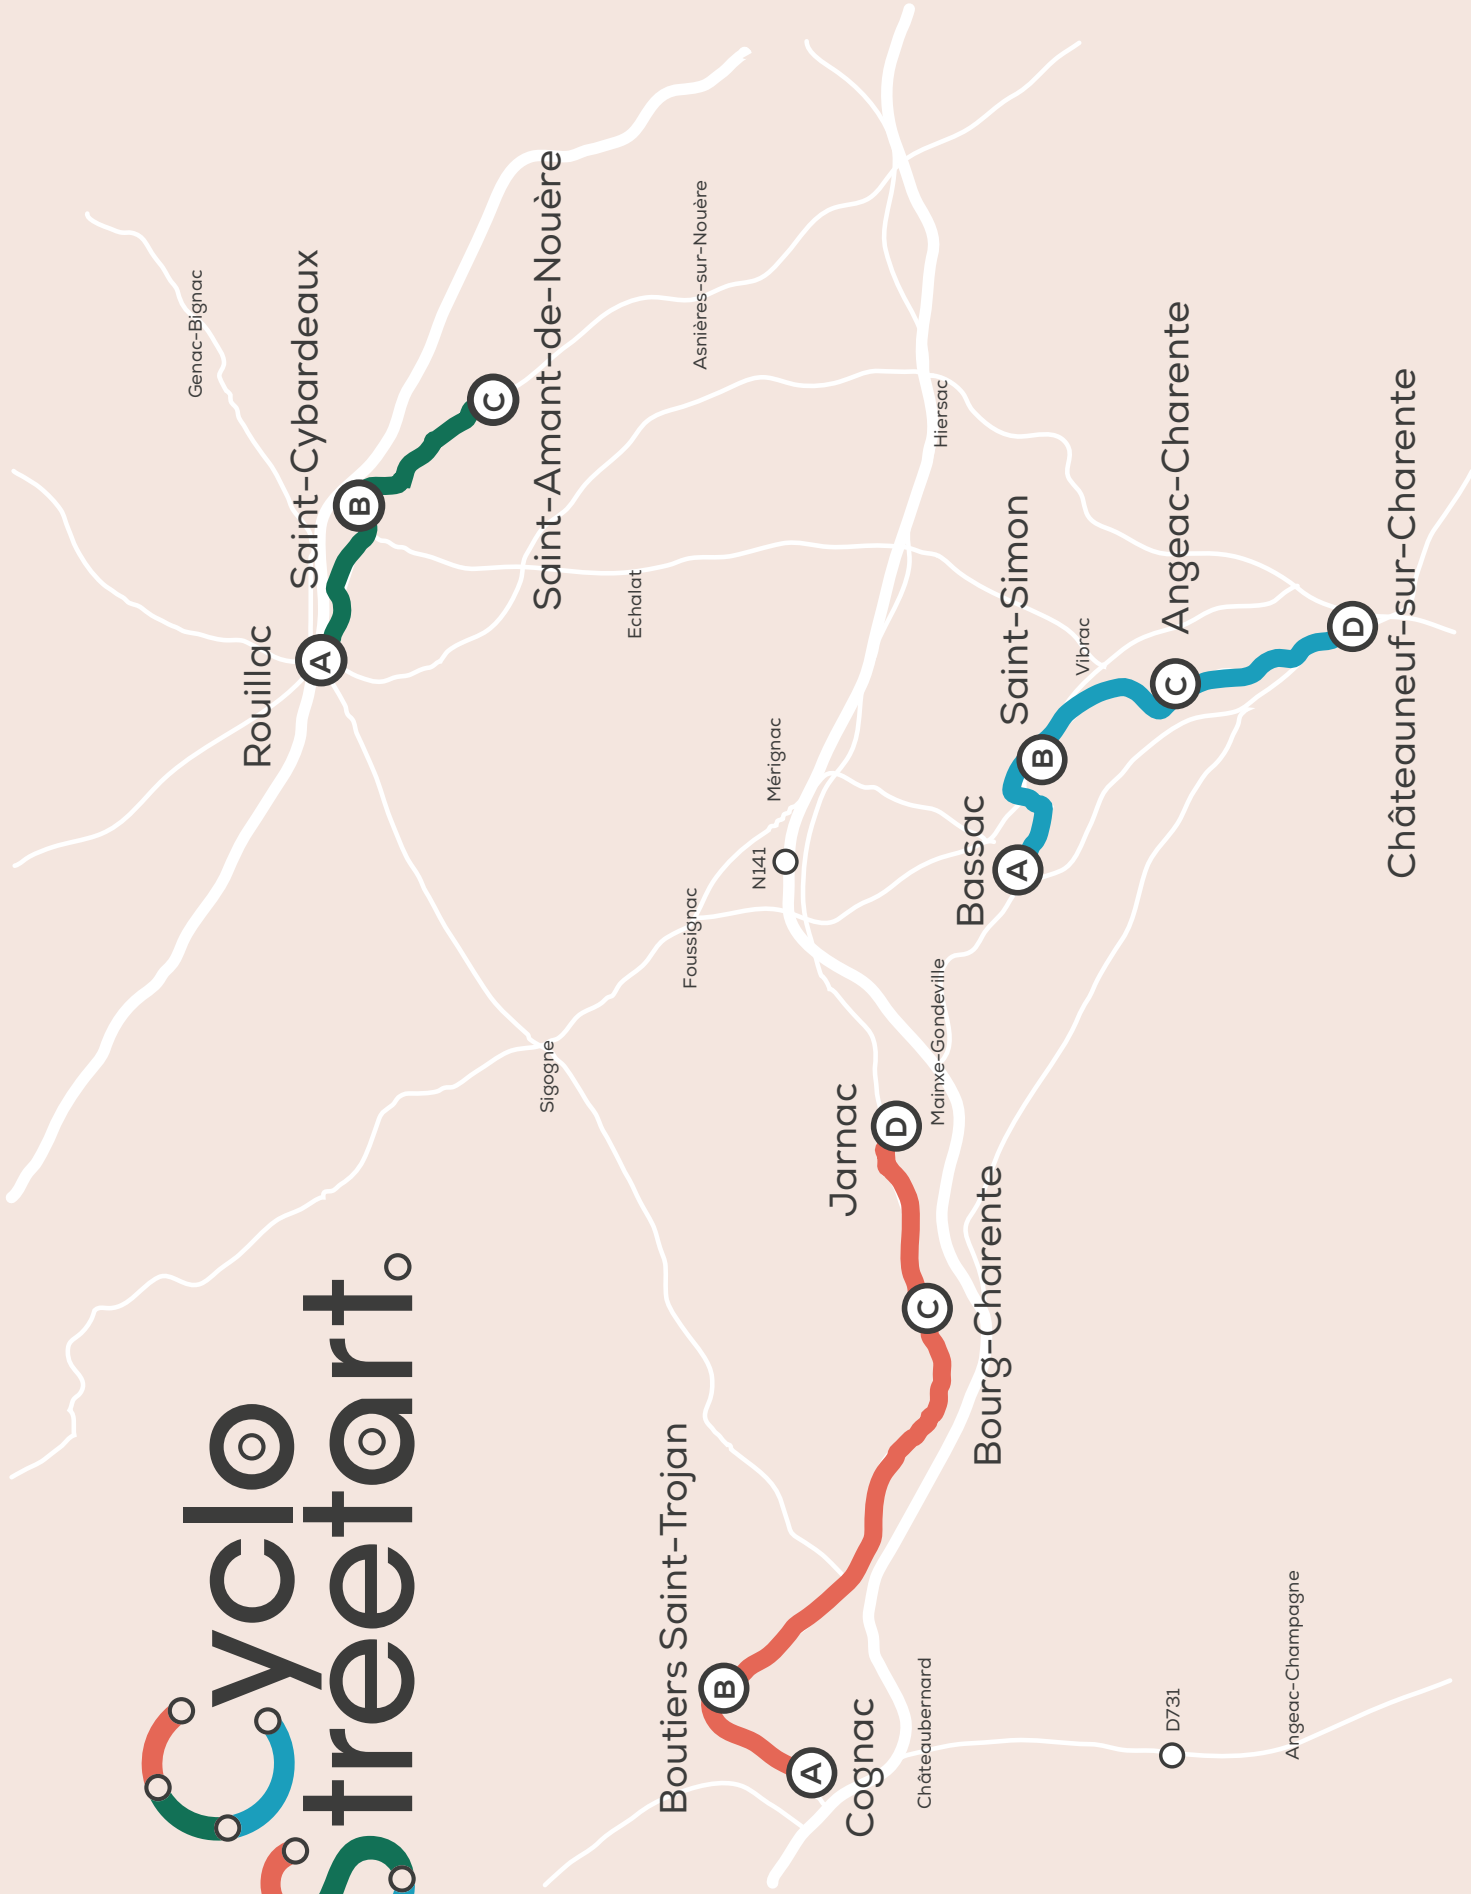 Cyclo
Streetart.
Genac-Bignac
Saint-Cybardeaux
Rouillac
A
B
C
Saint-Amant-de-Nouère
Asnières-sur-Nouère
Echalat
Hiersac
Sigogne
Foussignac
Mérignac
N141
Bassac
A
Saint-Simon
B
Vibrac
Angeac-Charente
C
Châteauneuf-sur-Charente
D
Mainxe-Gondeville
Jarnac
D
Bourg-Charente
C
Boutiers Saint-Trojan
B
Cognac
A
Châteaubernard
D731
Angeac-Champagne